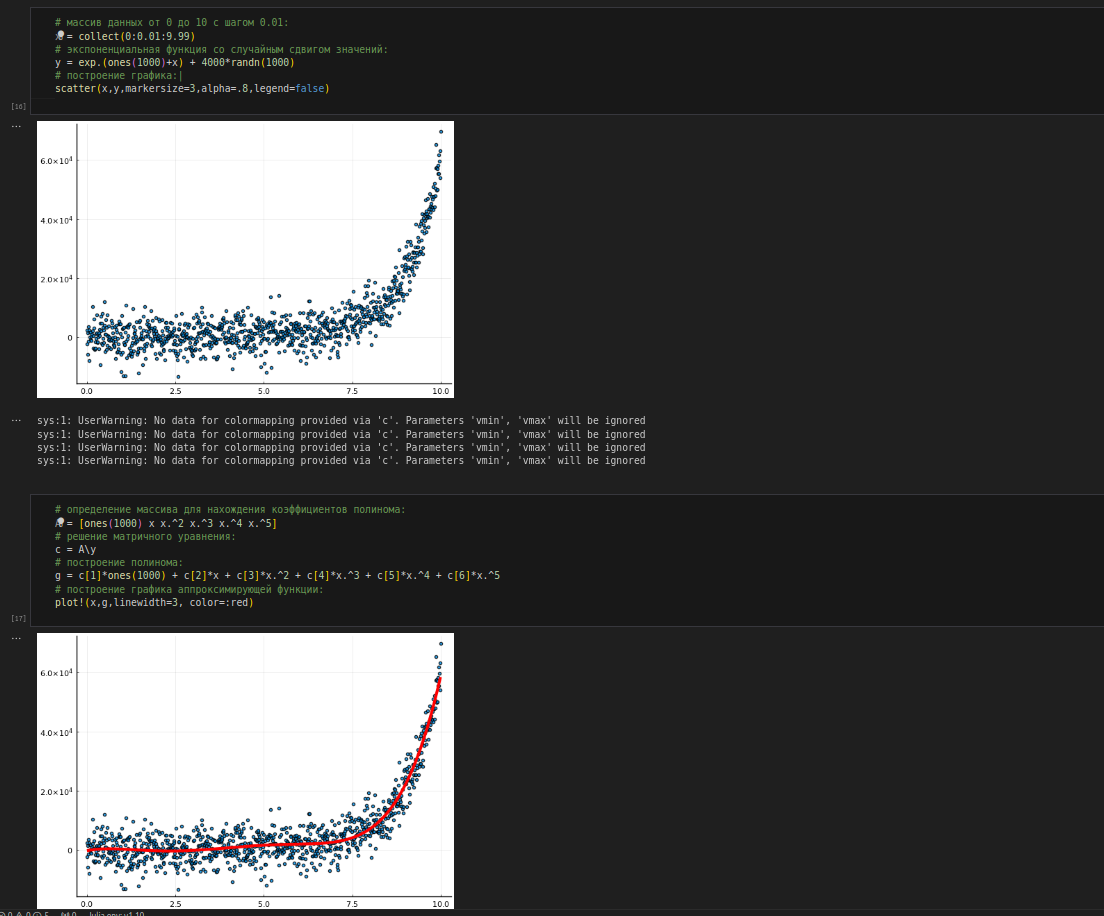 # массив данных от 0 до 10 с шагом 0.01:
= collect(0:0.01:9.99)
# экспоненциальная функция со случайным сдвигом значений:
y = exp.(ones(1000)+x) + 4000*randn(1000)
# построение графика:
scatter(x,y,markersize=3,alpha=.8,legend=false)
[16]
...
6.0×10⁴
4.0×10⁴
2.0×10⁴
0
0.0 2.5 5.0 7.5 10.0
...
sys:1: UserWarning: No data for colormapping provided via 'c'. Parameters 'vmin', 'vmax' will be ignored
sys:1: UserWarning: No data for colormapping provided via 'c'. Parameters 'vmin', 'vmax' will be ignored
sys:1: UserWarning: No data for colormapping provided via 'c'. Parameters 'vmin', 'vmax' will be ignored
sys:1: UserWarning: No data for colormapping provided via 'c'. Parameters 'vmin', 'vmax' will be ignored
# определение массива для нахождения коэффициентов полинома:
= [ones(1000) x x.^2 x.^3 x.^4 x.^5]
# решение матричного уравнения:
c = A\y
# построение полинома:
g = c[1]*ones(1000) + c[2]*x + c[3]*x.^2 + c[4]*x.^3 + c[5]*x.^4 + c[6]*x.^5
# построение графика аппроксимирующей функции:
plot!(x,g,linewidth=3, color=:red)
[17]
...
6.0×10⁴
4.0×10⁴
2.0×10⁴
0
0.0 2.5 5.0 7.5 10.0